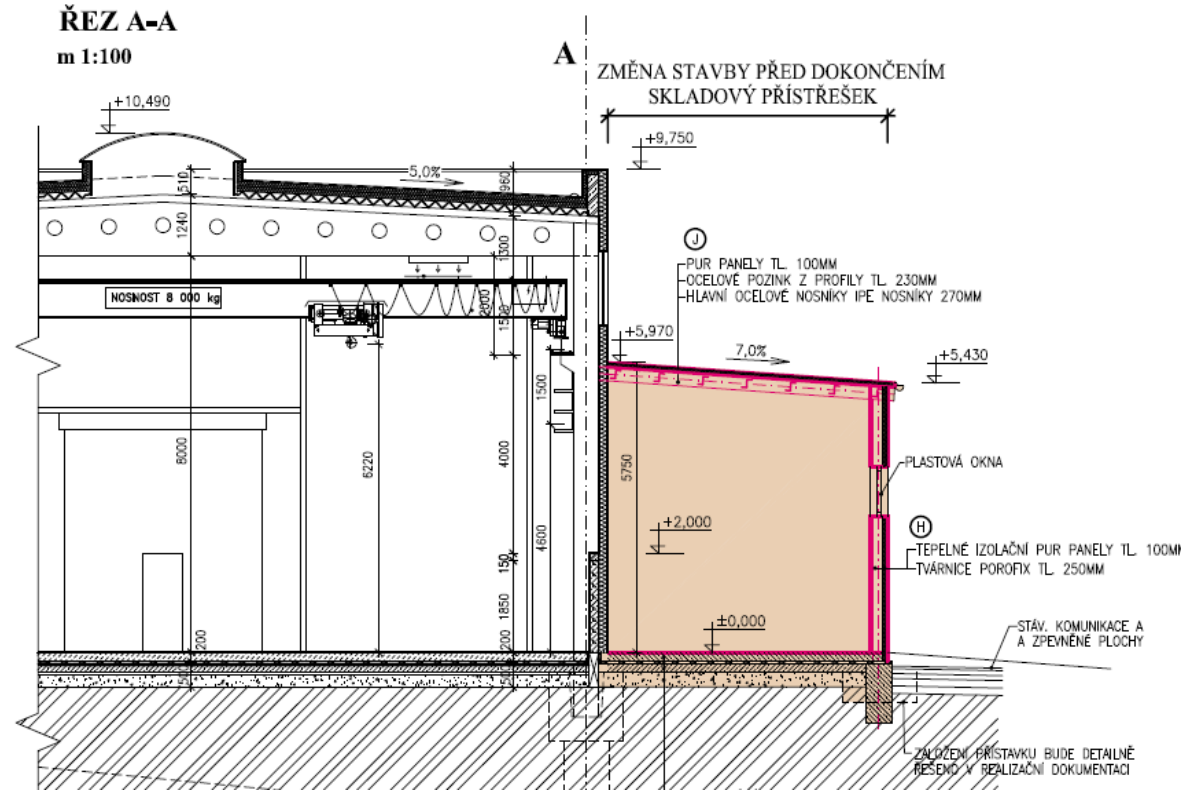 ŘEZ A-A
m 1:100
A
ZMĚNA STAVBY PŘED DOKONČENÍM
SKLADOVÝ PŘÍSTŘEŠEK
+10,490
+9,750
5,0%
510
960
1240
1300
J
PUR PANELY TL. 100MM
OCELOVÉ POZINK Z PROFILY TL. 230MM
HLAVNÍ OCELOVÉ NOSNÍKY IPE NOSNÍKY 270MM
NOSNOST 8 000 kg
2000
+5,970
7,0%
+5,430
1500
8000
6220
4000
5750
PLASTOVÁ OKNA
+2,000
H
TEPELNĚ IZOLAČNÍ PUR PANELY TL. 100MM
TVÁRNICE POROFIX TL. 250MM
4600
150
1850
±0,000
200
200
STÁV. KOMUNIKACE A
A ZPEVNĚNÉ PLOCHY
ZALOŽENÍ PŘÍSTAVKU BUDE DETAILNĚ
ŘEŠENO V REALIZAČNÍ DOKUMENTACI